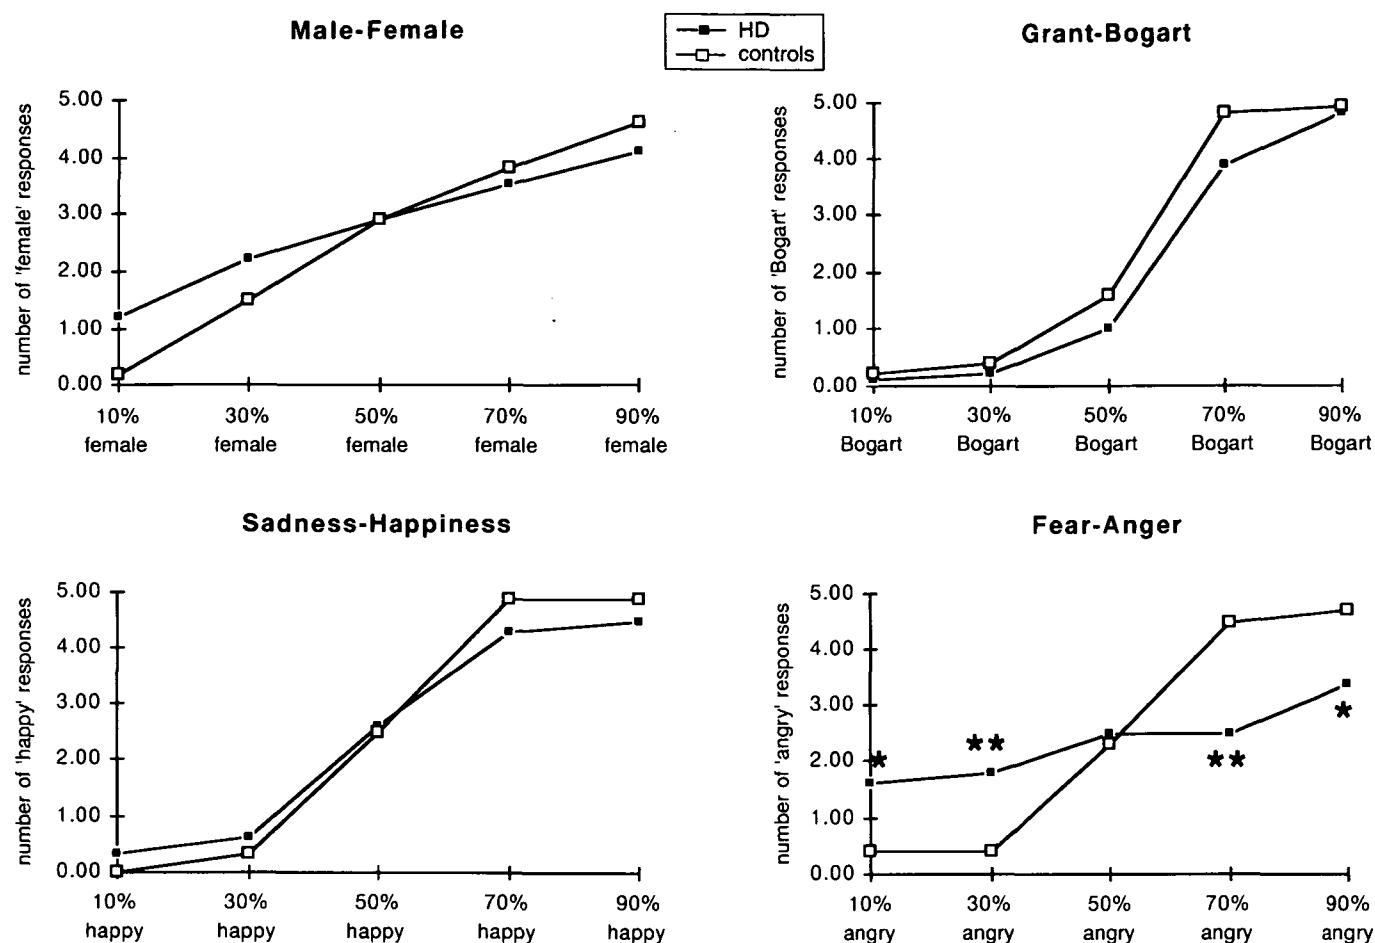 Male-Female
HD
controls
Grant-Bogart
number of 'female' responses
5.00
4.00
3.00
2.00
1.00
0.00
10% 30% 50% 70% 90%
female female female female female
number of 'Bogart' responses
5.00
4.00
3.00
2.00
1.00
0.00
10% 30% 50% 70% 90%
Bogart Bogart Bogart Bogart Bogart
Sadness-Happiness
number of 'happy' responses
5.00
4.00
3.00
2.00
1.00
0.00
10% 30% 50% 70% 90%
happy happy happy happy happy
Fear-Anger
number of 'angry' responses
5.00
4.00
3.00
2.00
1.00
0.00
★ ★★ ★★ ★
10% 30% 50% 70% 90%
angry angry angry angry angry